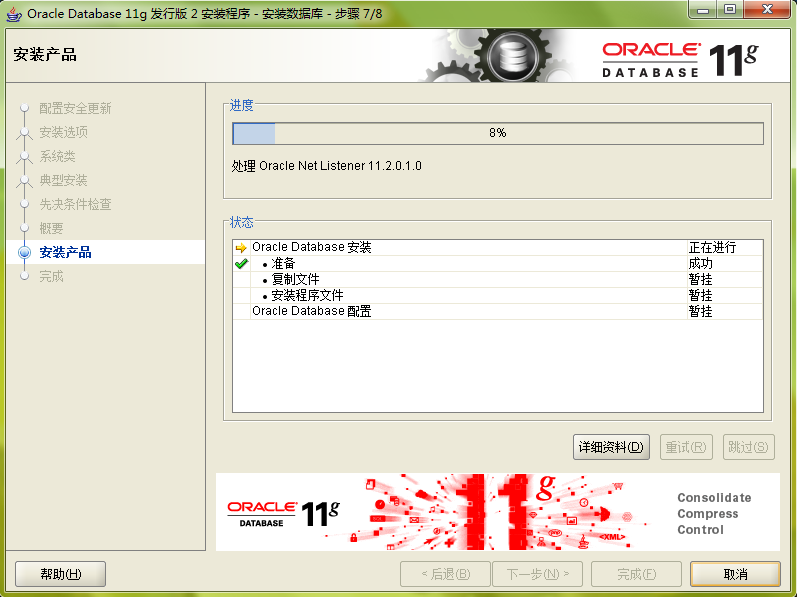 Oracle Database 11g 发行版 2 安装程序 - 安装数据库 - 步骤 7/8
安装产品
ORACLE DATABASE 11g
配置安全更新
安装选项
系统类
典型安装
先决条件检查
概要
安装产品
完成
进度
8%
处理 Oracle Net Listener 11.2.0.1.0
状态
Oracle Database 安装 正在进行
• 准备 成功
• 复制文件 暂挂
• 安装程序文件 暂挂
Oracle Database 配置 暂挂
详细资料(D) 重试(R) 跳过(S)
ORACLE DATABASE 11g
11g
<XML>
php
Consolidate
Compress
Control
帮助(H) < 后退(B) 下一步(N) > 完成(F) 取消